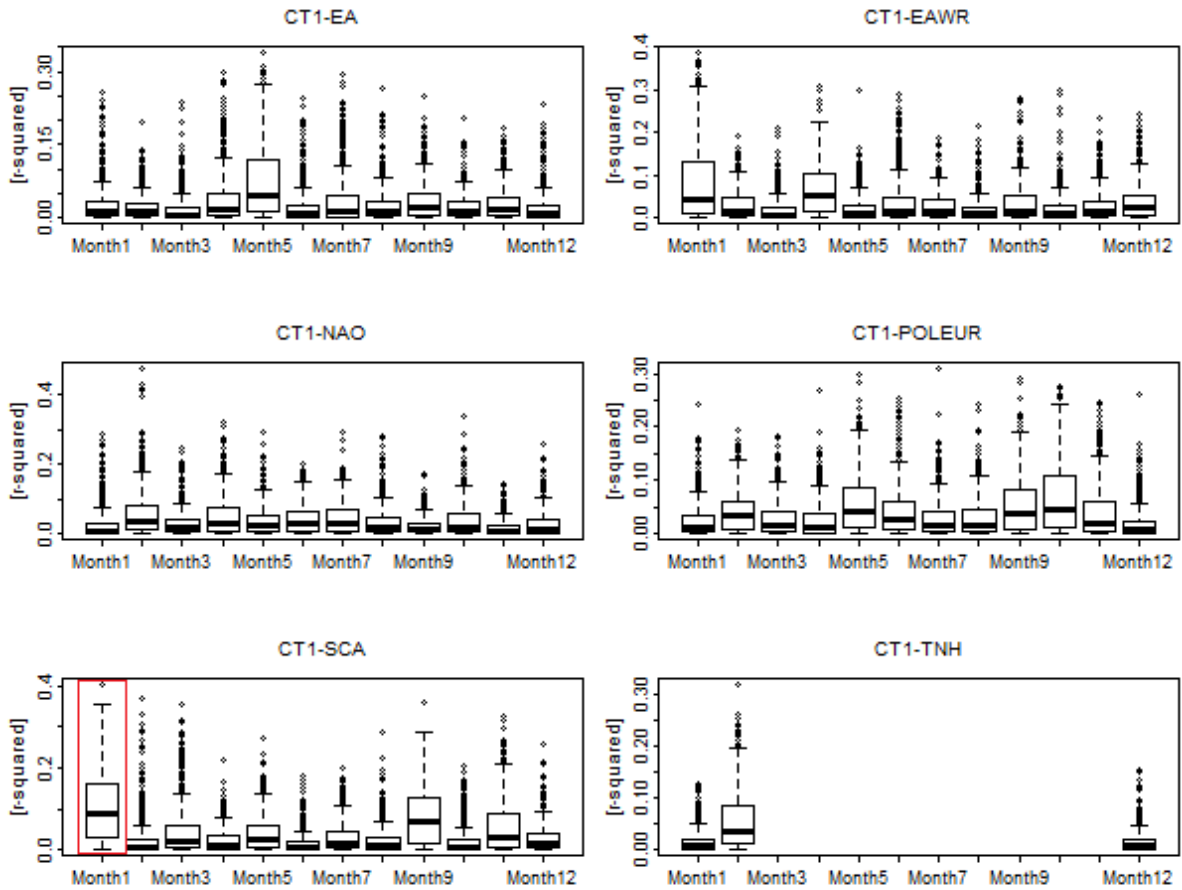 CT1-EA
[r-squared]
0.00 0.15 0.30
Month1 Month3 Month5 Month7 Month9 Month12
CT1-EAWR
[r-squared]
0.0 0.1 0.2 0.3 0.4
Month1 Month3 Month5 Month7 Month9 Month12
CT1-NAO
[r-squared]
0.0 0.2 0.4
Month1 Month3 Month5 Month7 Month9 Month12
CT1-POLEUR
[r-squared]
0.00 0.10 0.20 0.30
Month1 Month3 Month5 Month7 Month9 Month12
CT1-SCA
[r-squared]
0.0 0.2 0.4
Month1 Month3 Month5 Month7 Month9 Month12
CT1-TNH
[r-squared]
0.00 0.10 0.20 0.30
Month1 Month3 Month5 Month7 Month9 Month12